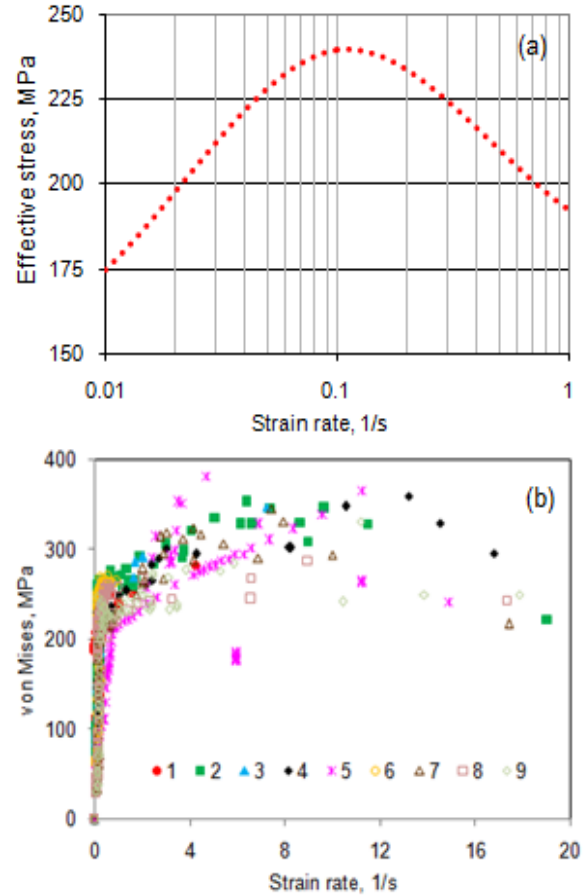 250
(a)
225
200
175
150
Effective stress, MPa
0.01 0.1 1
Strain rate, 1/s
400
(b)
300
200
100
0
von Mises, MPa
1 2 3 4 5 6 7 8 9
0 4 8 12 16 20
Strain rate, 1/s